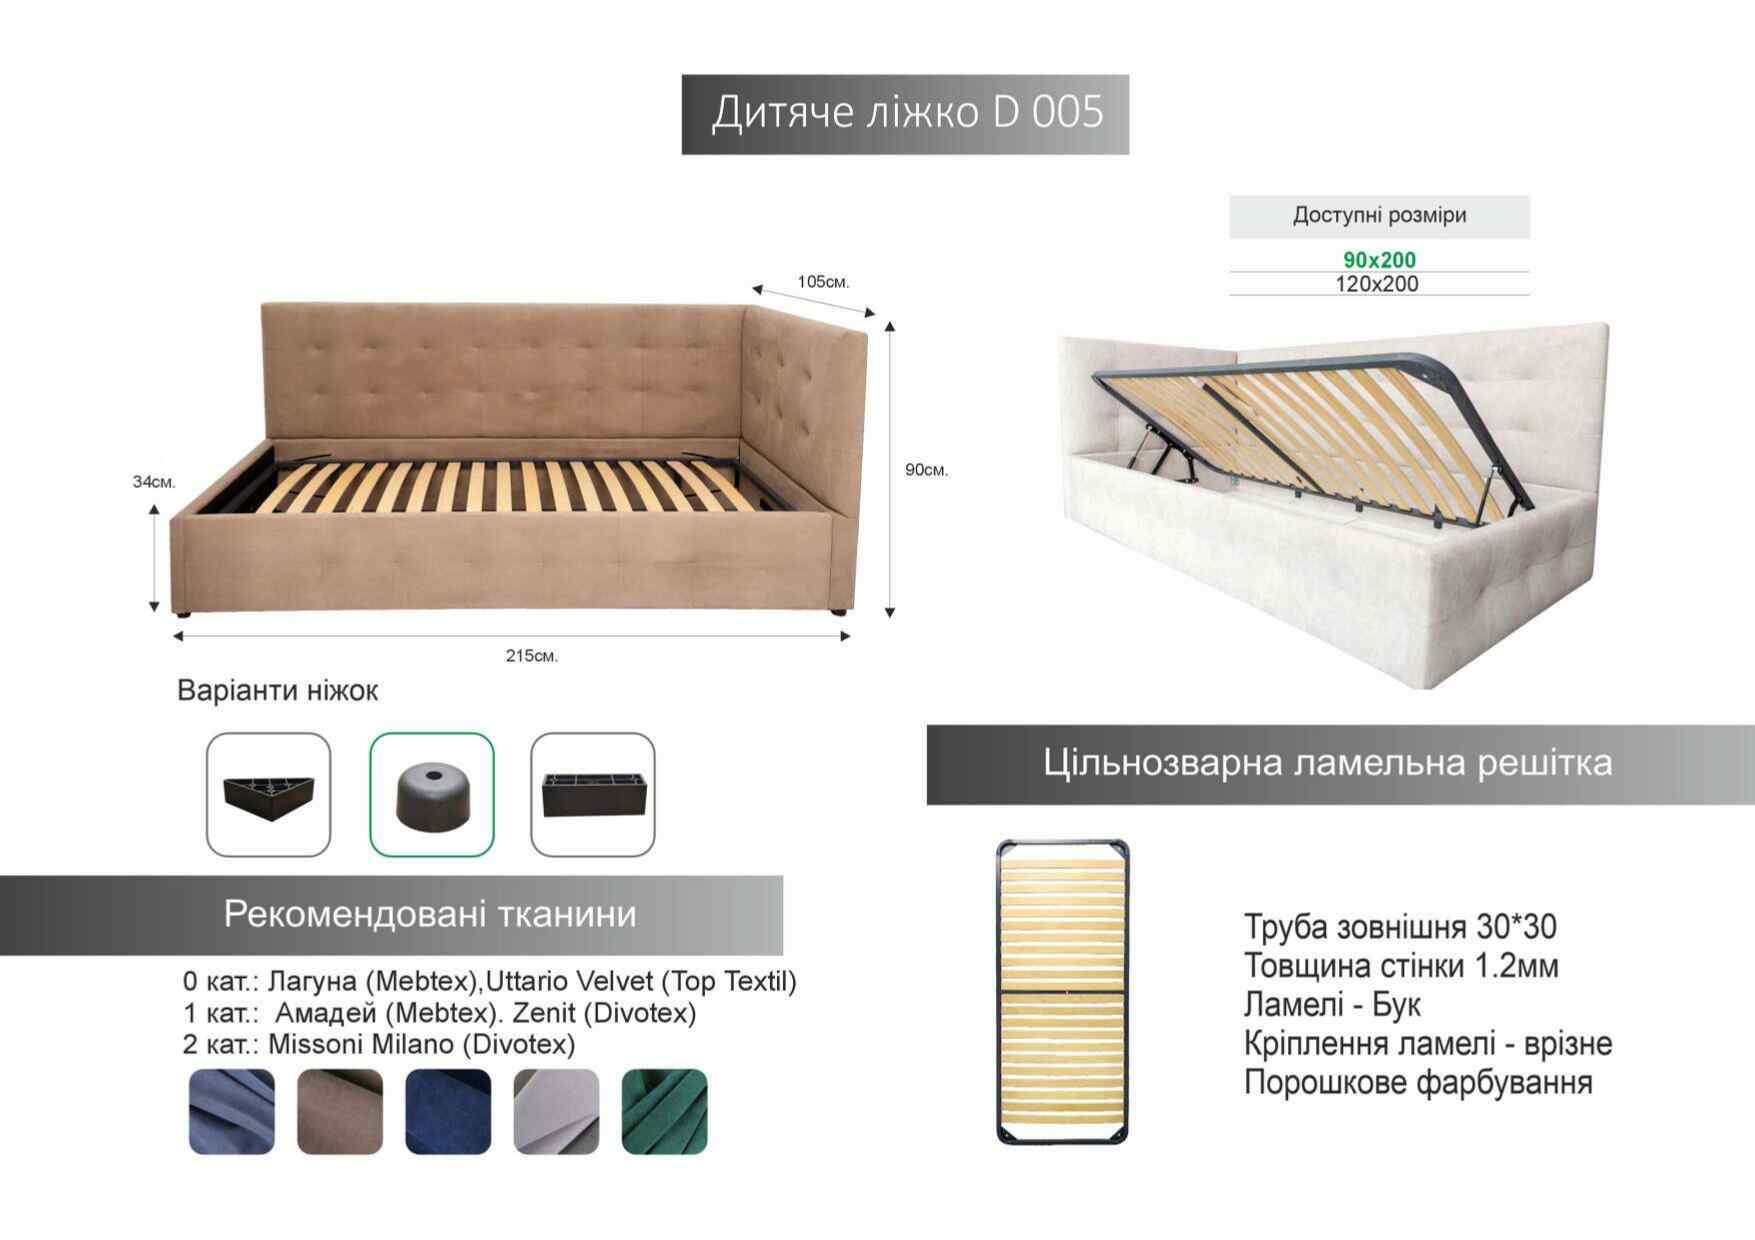 Дитяче ліжко D 005
Доступні розміри
90x200
120x200
105см.
34см.
90см.
215см.
Варіанти ніжок
Цільнозварна ламельна решітка
Рекомендовані тканини
0 кат.: Лагуна (Mebtex),Uttario Velvet (Top Textil)
1 кат.: Амадей (Mebtex). Zenit (Divotex)
2 кат.: Missoni Milano (Divotex)
Труба зовнішня 30*30
Товщина стінки 1.2мм
Ламелі - Бук
Кріплення ламелі - врізне
Порошкове фарбування